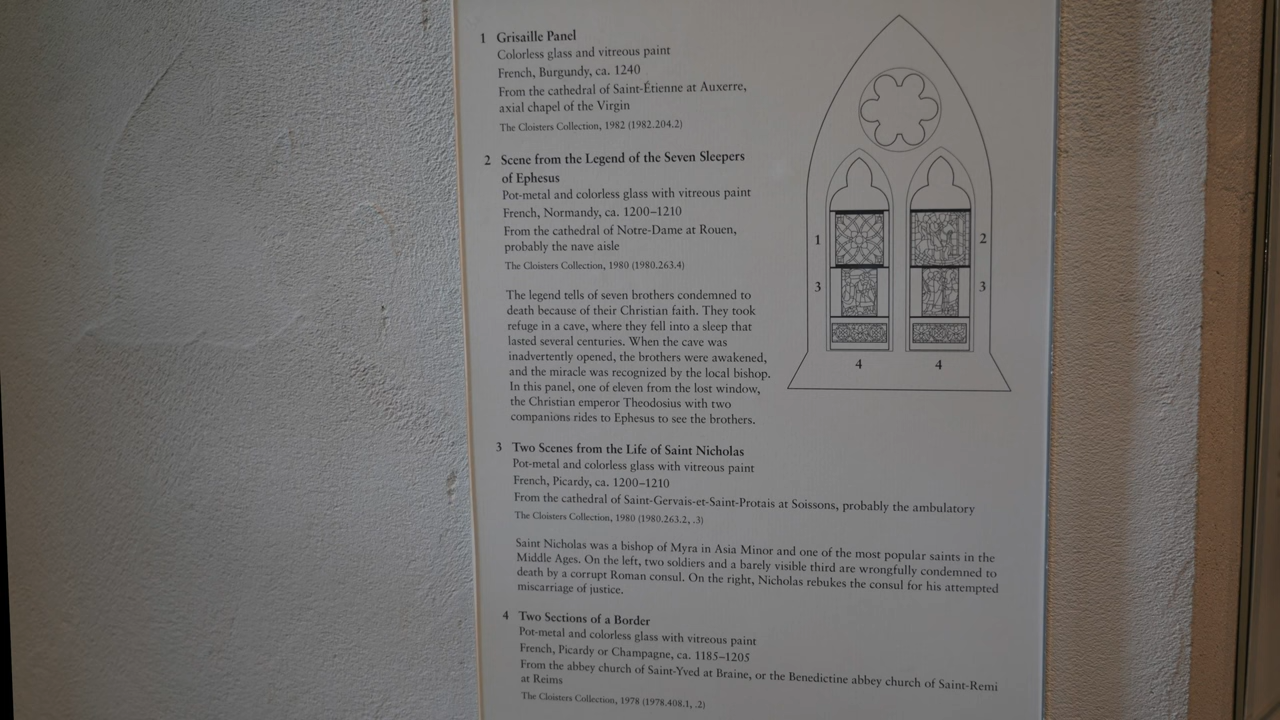 1 Grisaille Panel
Colorless glass and vitreous paint
French, Burgundy, ca. 1240
From the cathedral of Saint-Étienne at Auxerre,
axial chapel of the Virgin
The Cloisters Collection, 1982 (1982.204.2)
2 Scene from the Legend of the Seven Sleepers
of Ephesus
Pot-metal and colorless glass with vitreous paint
French, Normandy, ca. 1200–1210
From the cathedral of Notre-Dame at Rouen,
probably the nave aisle
The Cloisters Collection, 1980 (1980.263.4)
The legend tells of seven brothers condemned to
death because of their Christian faith. They took
refuge in a cave, where they fell into a sleep that
lasted several centuries. When the cave was
inadvertently opened, the brothers were awakened,
and the miracle was recognized by the local bishop.
In this panel, one of eleven from the lost window,
the Christian emperor Theodosius with two
companions rides to Ephesus to see the brothers.
1 2
3 3
4 4
3 Two Scenes from the Life of Saint Nicholas
Pot-metal and colorless glass with vitreous paint
French, Picardy, ca. 1200–1210
From the cathedral of Saint-Gervais-et-Saint-Protais at Soissons, probably the ambulatory
The Cloisters Collection, 1980 (1980.263.2, .3)
Saint Nicholas was a bishop of Myra in Asia Minor and one of the most popular saints in the
Middle Ages. On the left, two soldiers and a barely visible third are wrongfully condemned to
death by a corrupt Roman consul. On the right, Nicholas rebukes the consul for his attempted
miscarriage of justice.
4 Two Sections of a Border
Pot-metal and colorless glass with vitreous paint
French, Picardy or Champagne, ca. 1185–1205
From the abbey church of Saint-Yved at Braine, or the Benedictine abbey church of Saint-Remi
at Reims
The Cloisters Collection, 1978 (1978.408.1, .2)